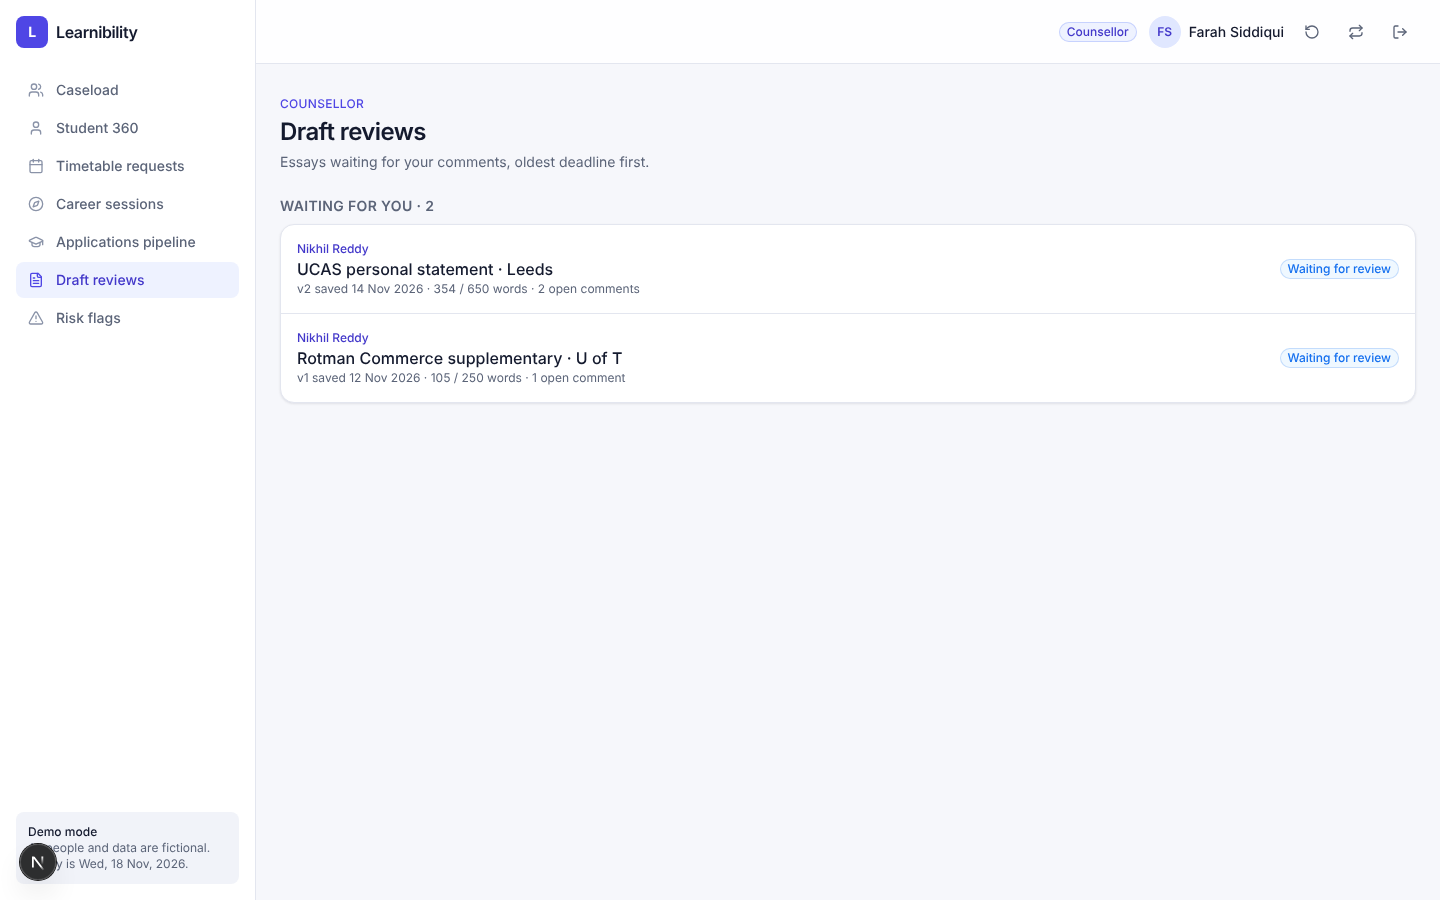 L Learnibility
Caseload
Student 360
Timetable requests
Career sessions
Applications pipeline
Draft reviews
Risk flags
Demo mode
people and data are fictional.
is Wed, 18 Nov, 2026.
N
Counsellor FS Farah Siddiqui
COUNSELLOR
Draft reviews
Essays waiting for your comments, oldest deadline first.
WAITING FOR YOU · 2
Nikhil Reddy
UCAS personal statement · Leeds
v2 saved 14 Nov 2026 · 354 / 650 words · 2 open comments
Waiting for review
Nikhil Reddy
Rotman Commerce supplementary · U of T
v1 saved 12 Nov 2026 · 105 / 250 words · 1 open comment
Waiting for review